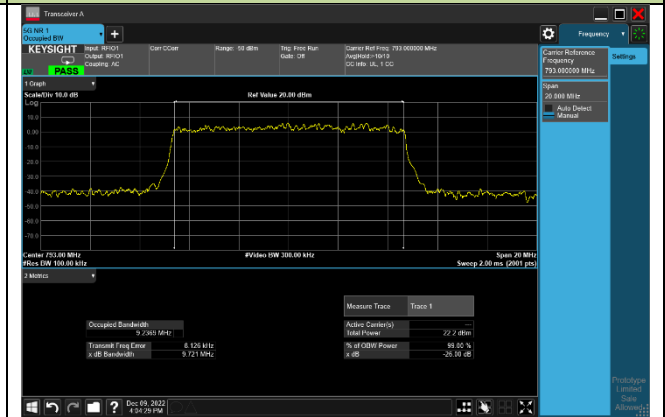 Transceiver A
5G NR 1
Occupied BW
+
Frequency
KEYSIGHT
Input: RFIO1
Output: RFIO1
Coupling: AC
Corr CCorr
Range: -50 dBm
Trig: Free Run
Gate: Off
Carrier Ref Freq: 793.000000 MHz
Avg|Hold:>10/10
CC Info: UL, 1 CC
PASS
Carrier Reference
Frequency
793.000000 MHz
Settings
Span
20.000 MHz
Auto Detect
Manual
1 Graph
Scale/Div 10.0 dB
Ref Value 20.00 dBm
Log
10.0
0.00
-10.0
-20.0
-30.0
-40.0
-50.0
-60.0
-70.0
Center 793.00 MHz
#Video BW 300.00 kHz
Span 20 MHz
#Res BW 100.00 kHz
Sweep 2.00 ms (2001 pts)
2 Metrics
Measure Trace Trace 1
Occupied Bandwidth
9.2369 MHz
Active Carrier(s) ---
Total Power 22.2 dBm
Transmit Freq Error 8.126 kHz
% of OBW Power 99.00 %
x dB Bandwidth 9.721 MHz
x dB -26.00 dB
Dec 09, 2022
4:04:29 PM
Prototype
Limited
Sale
Allowed